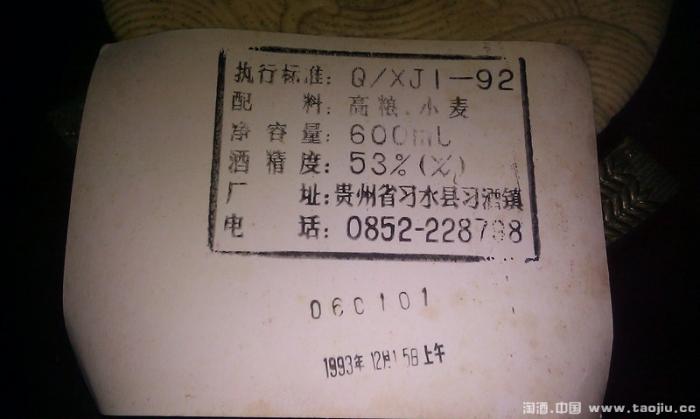 执行标准: Q/XJ1-92
配 料: 高粮、小麦
净容量: 600mL
酒精度: 53%(V)
厂 址: 贵州省习水县习酒镇
电 话: 0852-228798
060101
1993年12月15日上午
淘酒.中国 www.taojiu.cc